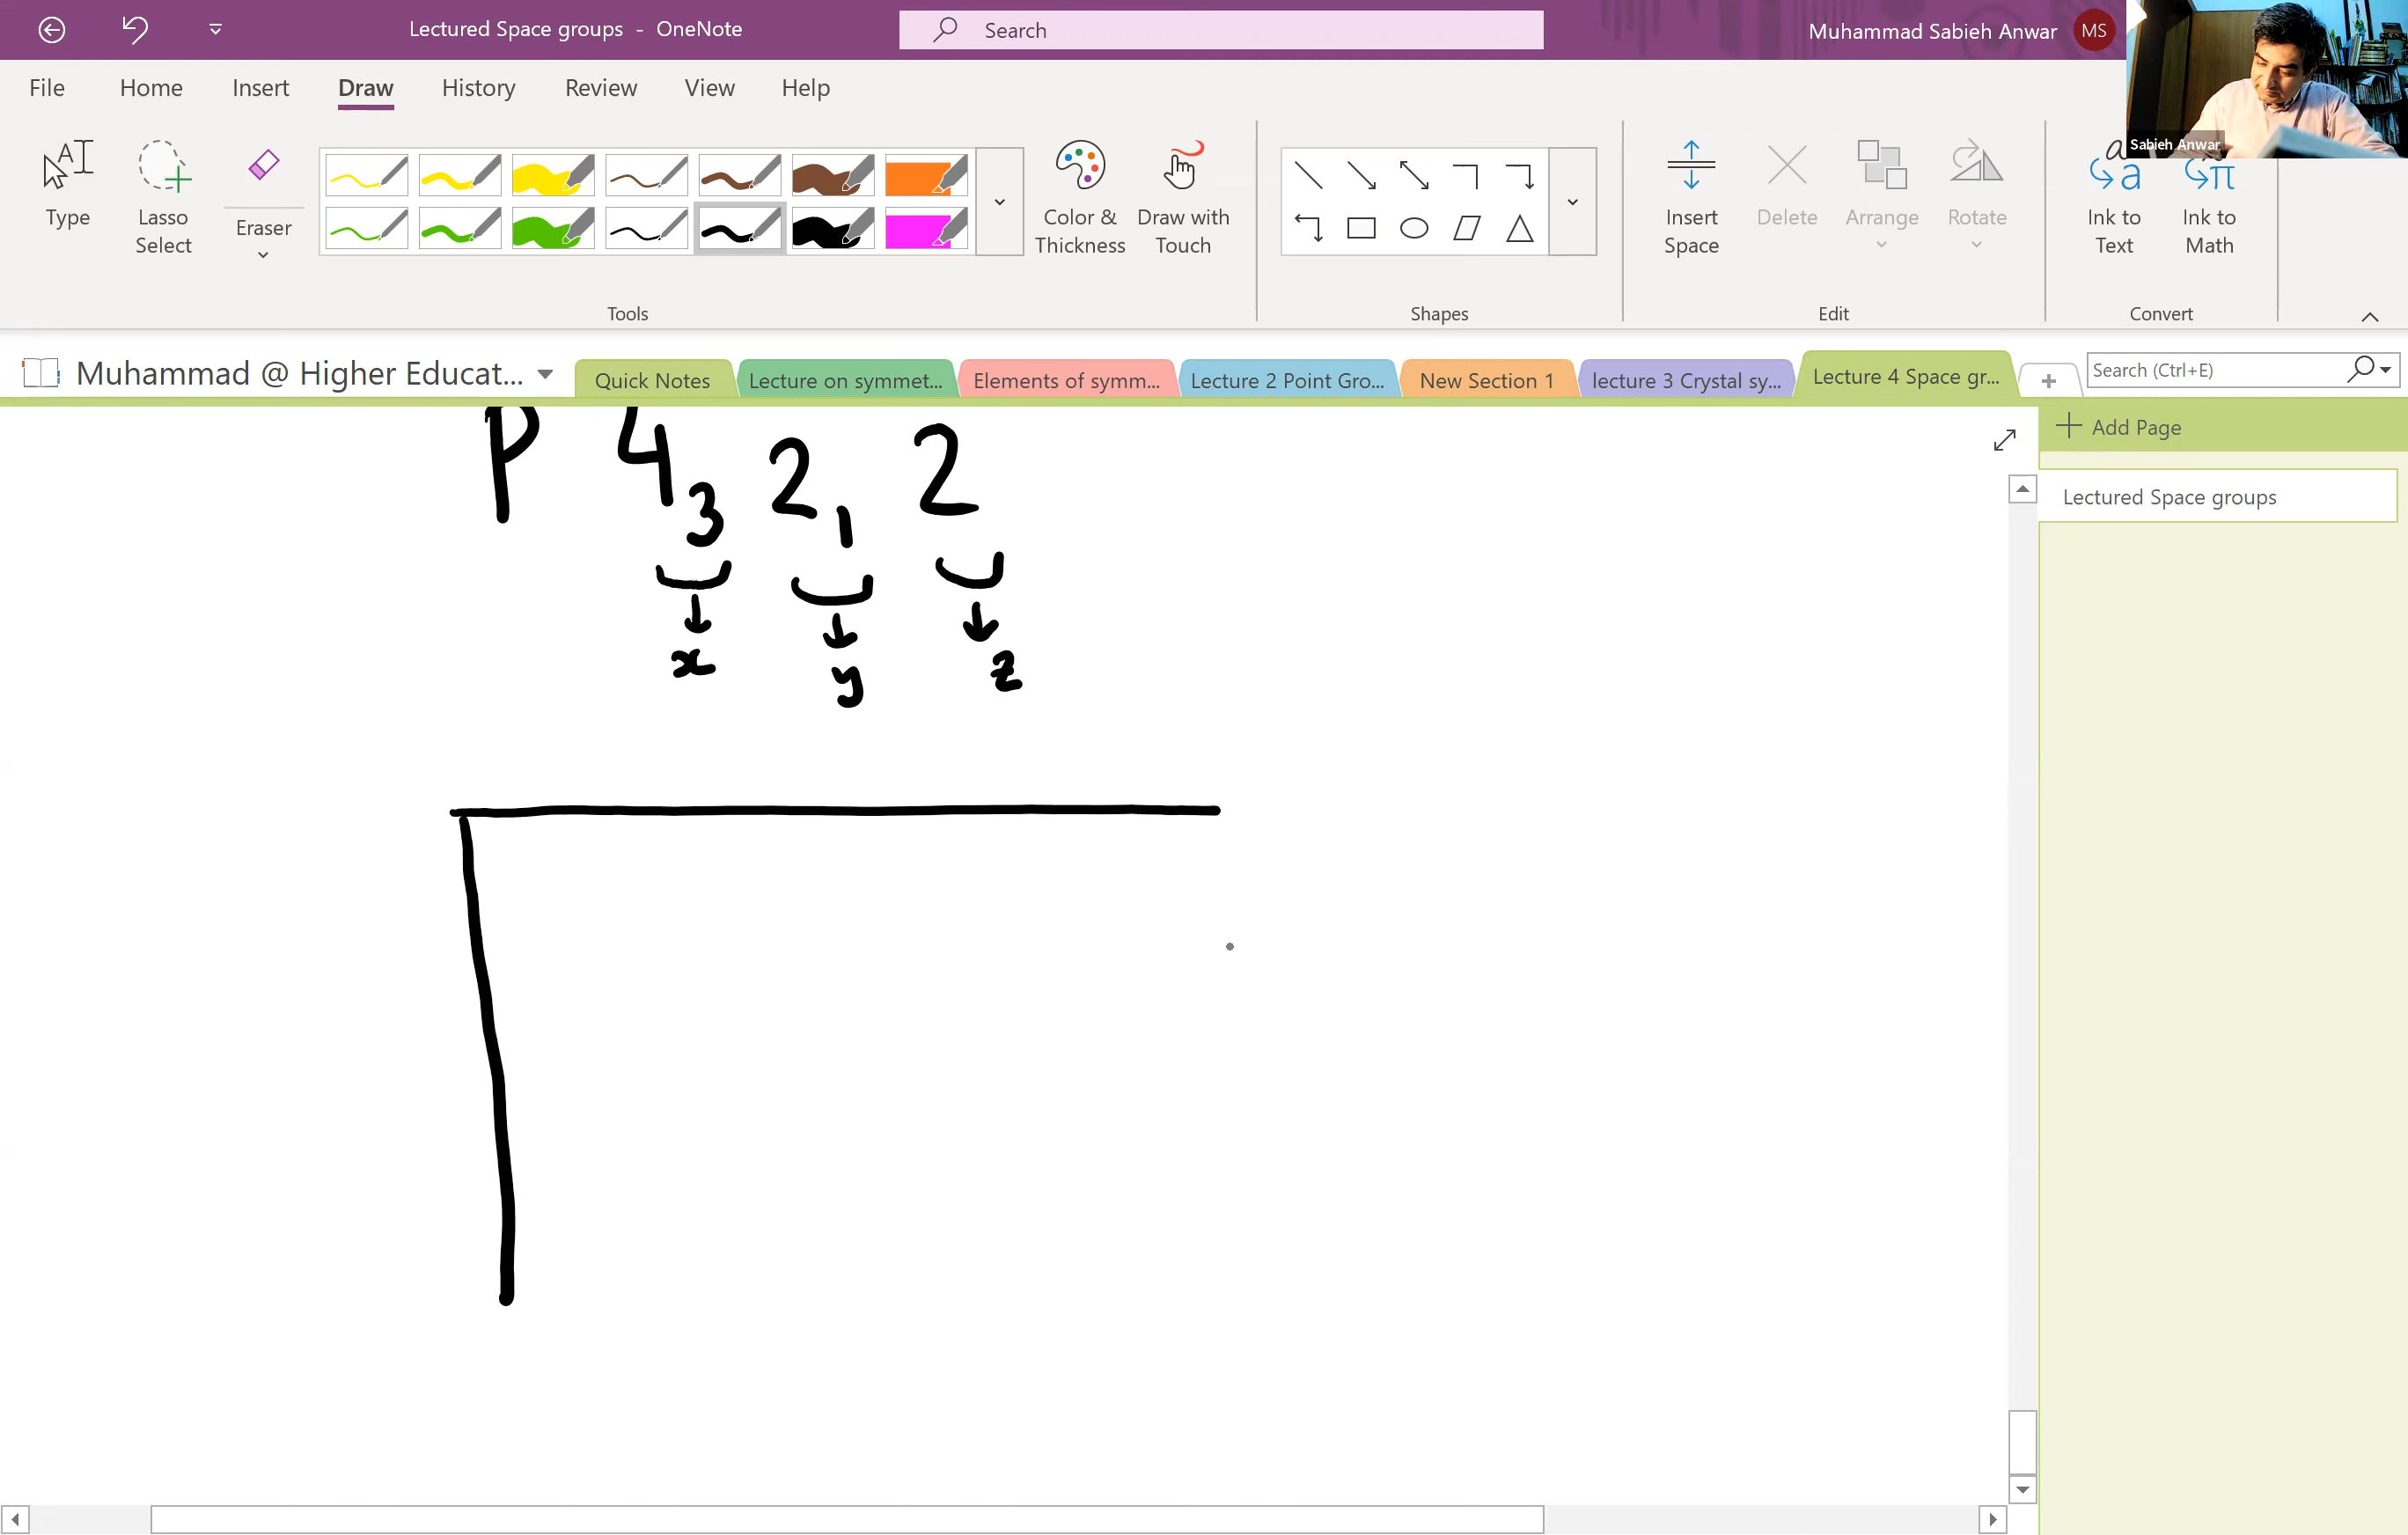 Lectured Space groups - OneNote
Search
Muhammad Sabieh Anwar
MS
File Home Insert Draw History Review View Help
Sabieh Anwar
Type
Lasso Select
Eraser
Color & Thickness
Draw with Touch
Insert Space
Delete
Arrange
Rotate
Ink to Text
Ink to Math
Tools
Shapes
Edit
Convert
Muhammad @ Higher Educat...
Quick Notes
Lecture on symmet...
Elements of symm...
Lecture 2 Point Gro...
New Section 1
lecture 3 Crystal sy...
Lecture 4 Space gr...
Search (Ctrl+E)
Add Page
Lectured Space groups
P 4₃ 2₁ 2
x y z